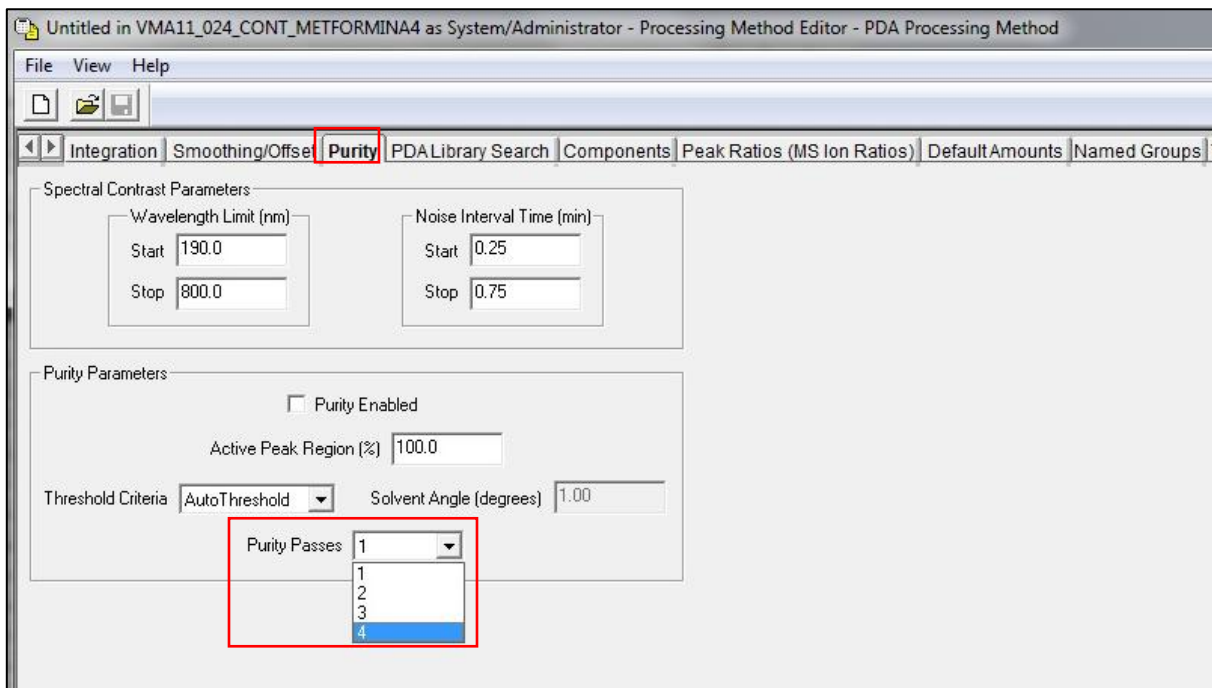 Untitled in VMA11_024_CONT_METFORMINA4 as System/Administrator - Processing Method Editor - PDA Processing Method
File View Help
Integration Smoothing/Offset Purity PDA Library Search Components Peak Ratios (MS Ion Ratios) Default Amounts Named Groups
Spectral Contrast Parameters
Wavelength Limit (nm) Noise Interval Time (min)
Start 190.0 Start 0.25
Stop 800.0 Stop 0.75
Purity Parameters
Purity Enabled
Active Peak Region (%) 100.0
Threshold Criteria AutoThreshold Solvent Angle (degrees) 1.00
Purity Passes 1
1
2
3
4